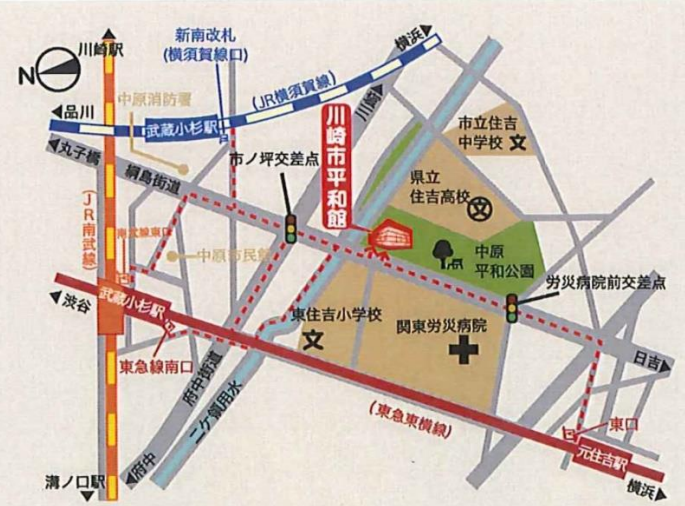 川崎駅
新南改札
(横須賀線口)
横浜
N
(JR横須賀線)
品川
中原消防署
武蔵小杉駅
川崎
丸子橋
綱島街道
市ノ坪交差点
川崎市平和館
市立住吉
中学校
文
県立
住吉高校
文
(JR南武線)
南武線東口
中原市民館
中原
平和公園
労災病院前交差点
渋谷
武蔵小杉駅
東急線南口
東住吉小学校
文
関東労災病院
日吉
府中街道
二ケ領用水
(東急東横線)
東口
元住吉駅
溝ノ口駅
府中
横浜